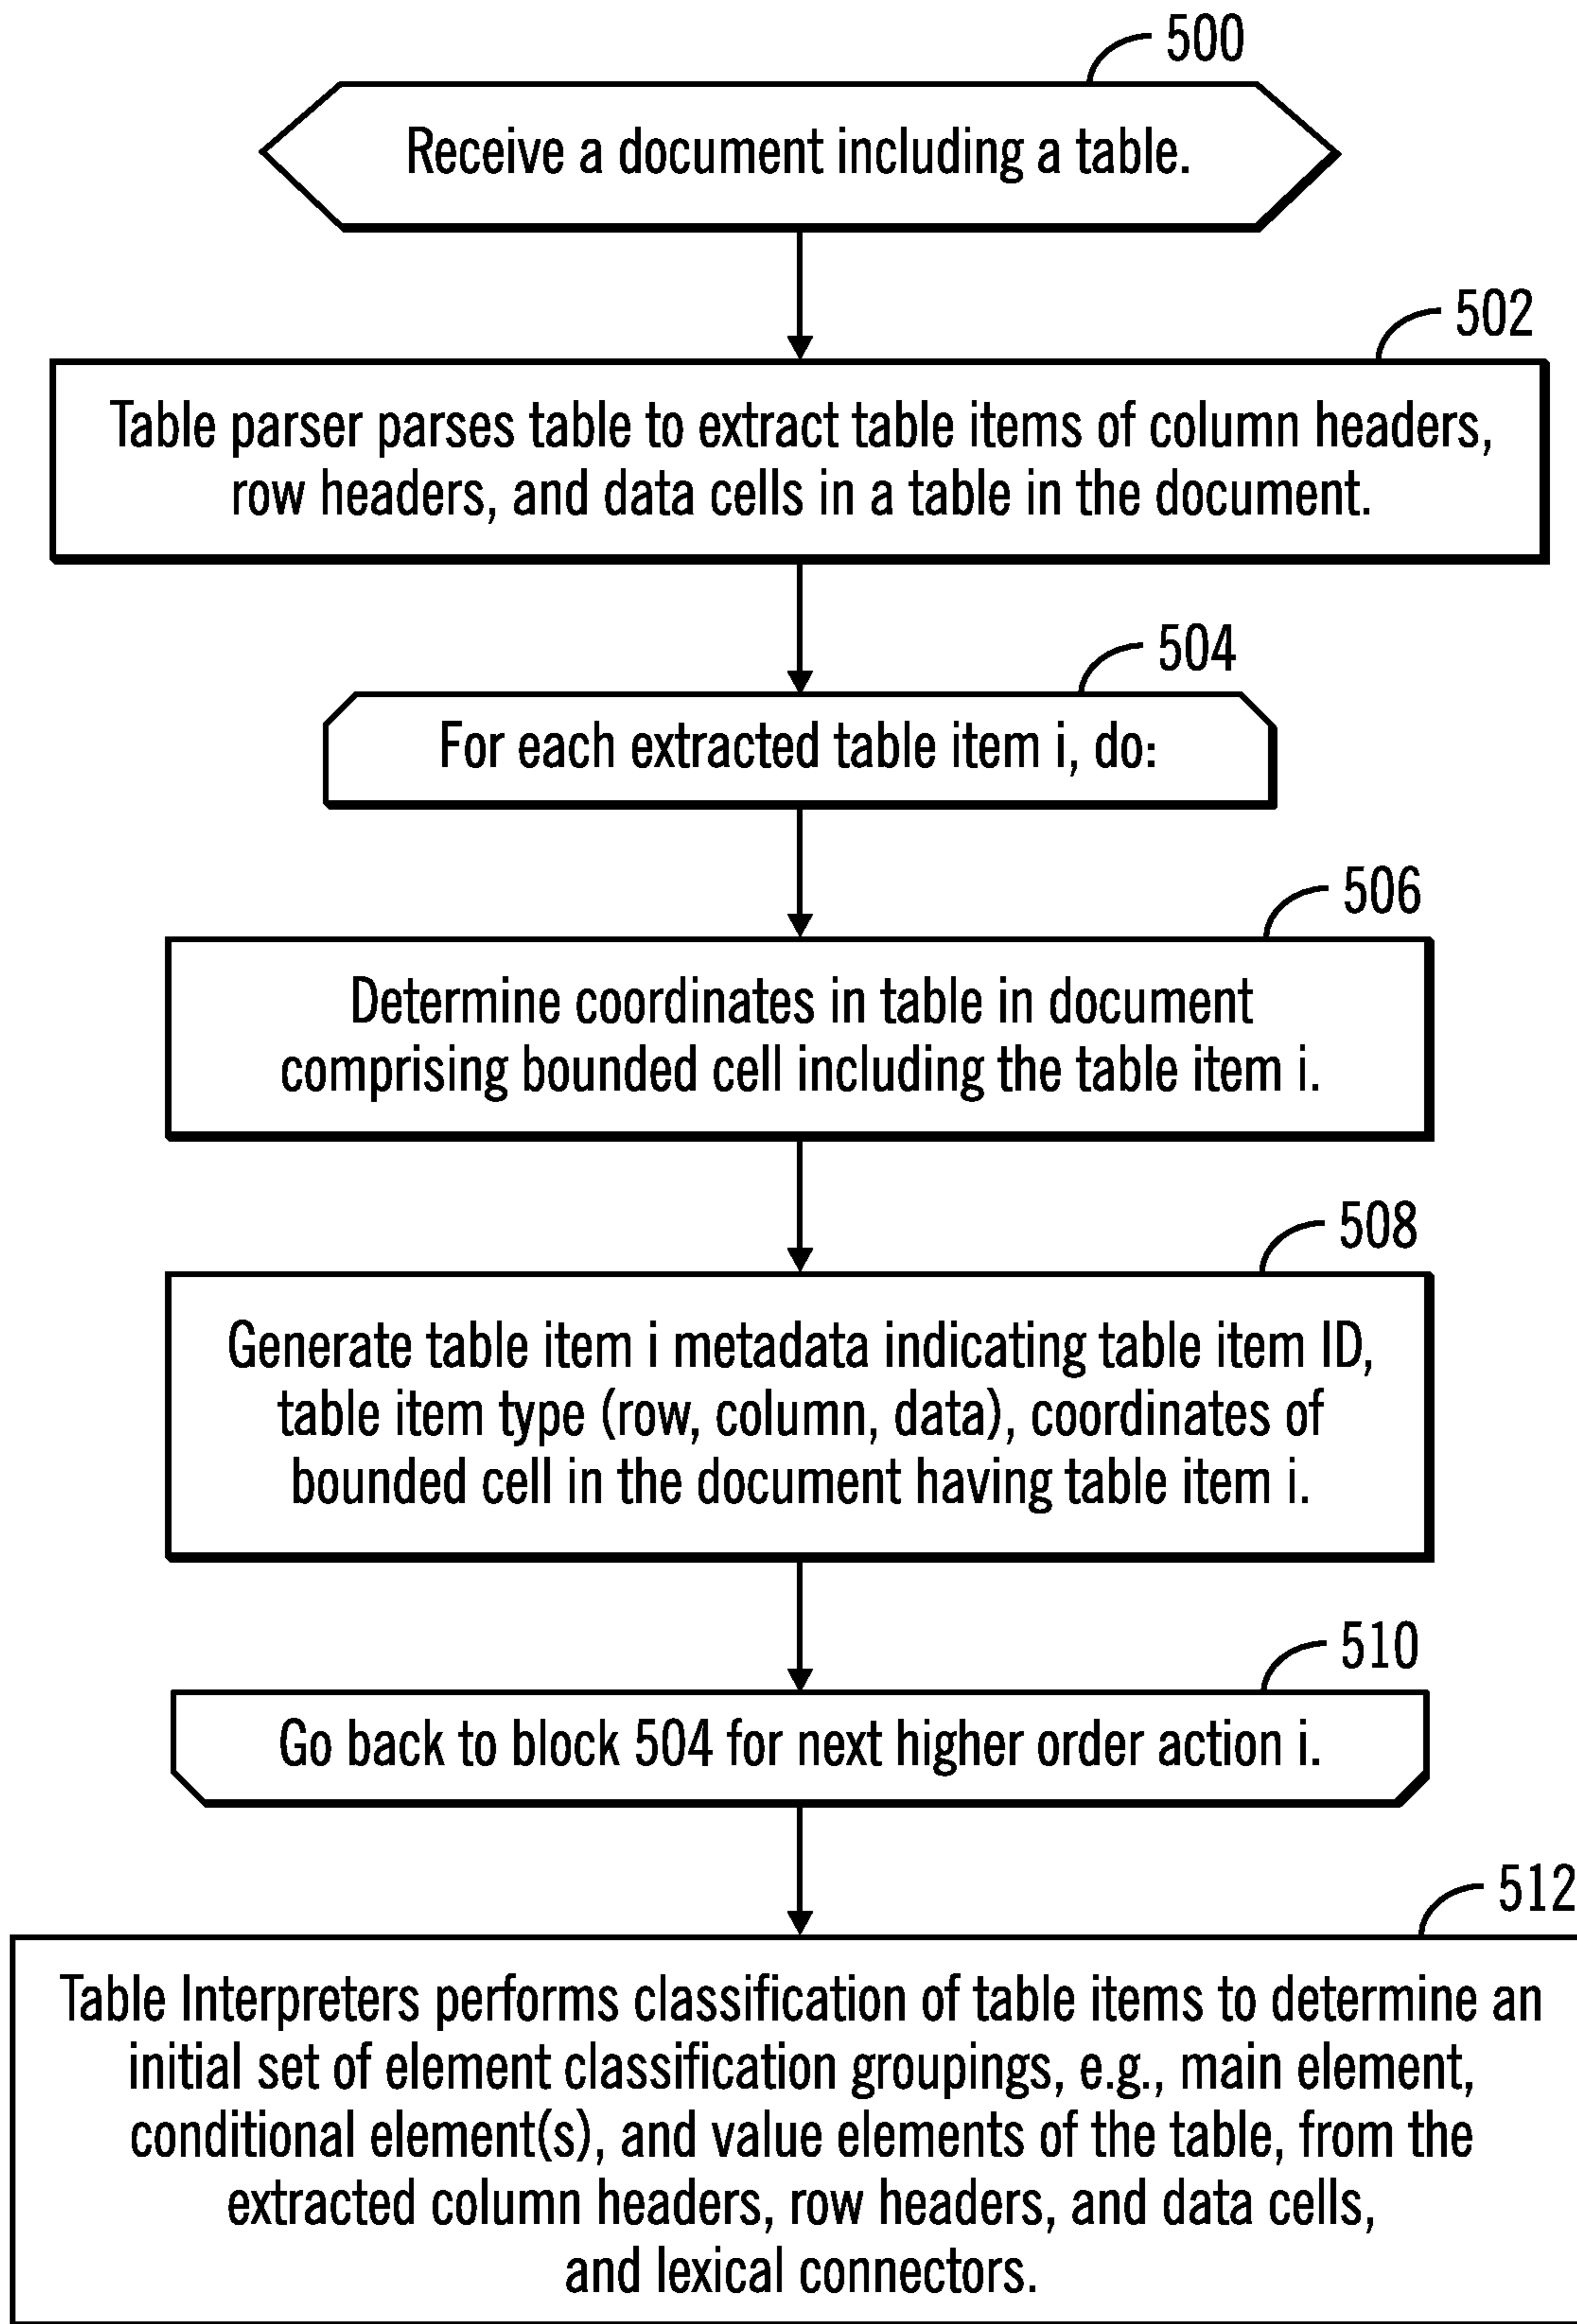 500
Receive a document including a table.
502
Table parser parses table to extract table items of column headers,
row headers, and data cells in a table in the document.
504
For each extracted table item i, do:
506
Determine coordinates in table in document
comprising bounded cell including the table item i.
508
Generate table item i metadata indicating table item ID,
table item type (row, column, data), coordinates of
bounded cell in the document having table item i.
510
Go back to block 504 for next higher order action i.
512
Table Interpreters performs classification of table items to determine an
initial set of element classification groupings, e.g., main element,
conditional element(s), and value elements of the table, from the
extracted column headers, row headers, and data cells,
and lexical connectors.